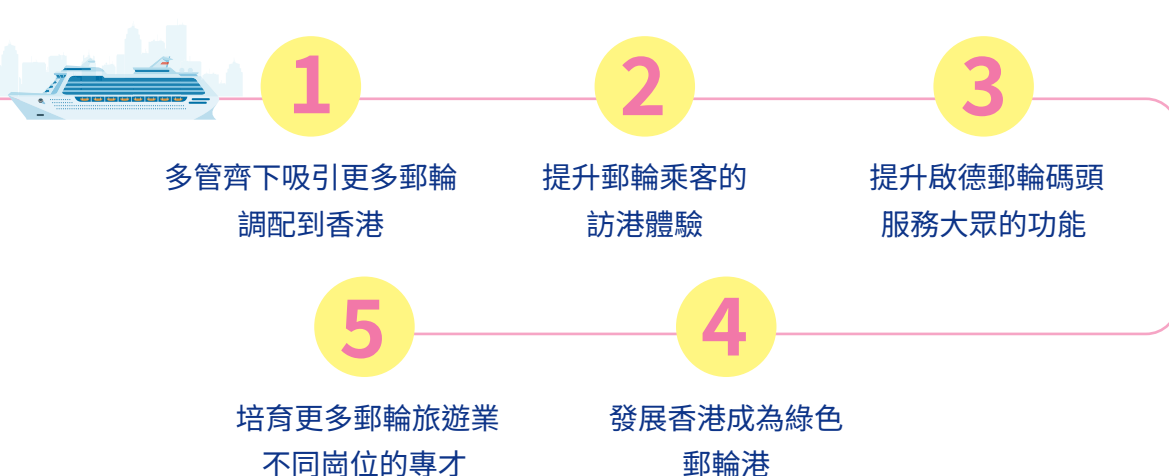 1
多管齊下吸引更多郵輪
調配到香港
2
提升郵輪乘客的
訪港體驗
3
提升啟德郵輪碼頭
服務大眾的功能
4
發展香港成為綠色
郵輪港
5
培育更多郵輪旅遊業
不同崗位的專才